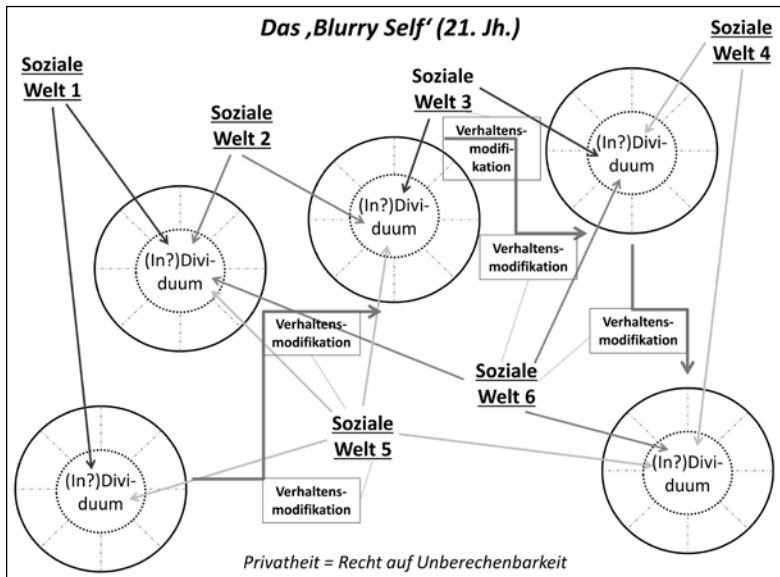 Das ‚Blurry Self‘ (21. Jh.)
Soziale
Welt 1
Soziale
Welt 2
Soziale
Welt 3
Soziale
Welt 4
Verhaltens-
modifi-
kation
(In?)Divi-
duum
(In?)Divi-
duum
(In?)Divi-
duum
Verhaltens-
modifikation
Verhaltens-
modifikation
Verhaltens-
modifikation
Soziale
Welt 6
Soziale
Welt 5
(In?)Divi-
duum
(In?)Divi-
duum
Verhaltens-
modifikation
Privatheit = Recht auf Unberechenbarkeit